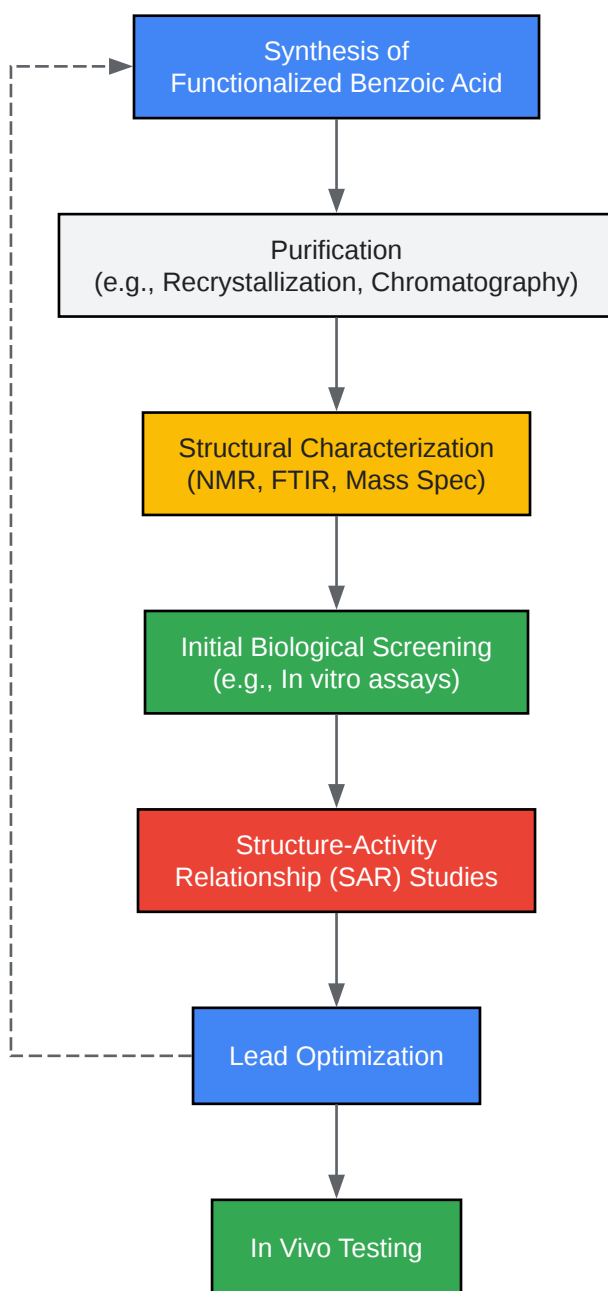 Synthesis of
Functionalized Benzoic Acid
Purification
(e.g., Recrystallization, Chromatography)
Structural Characterization
(NMR, FTIR, Mass Spec)
Initial Biological Screening
(e.g., In vitro assays)
Structure-Activity
Relationship (SAR) Studies
Lead Optimization
In Vivo Testing